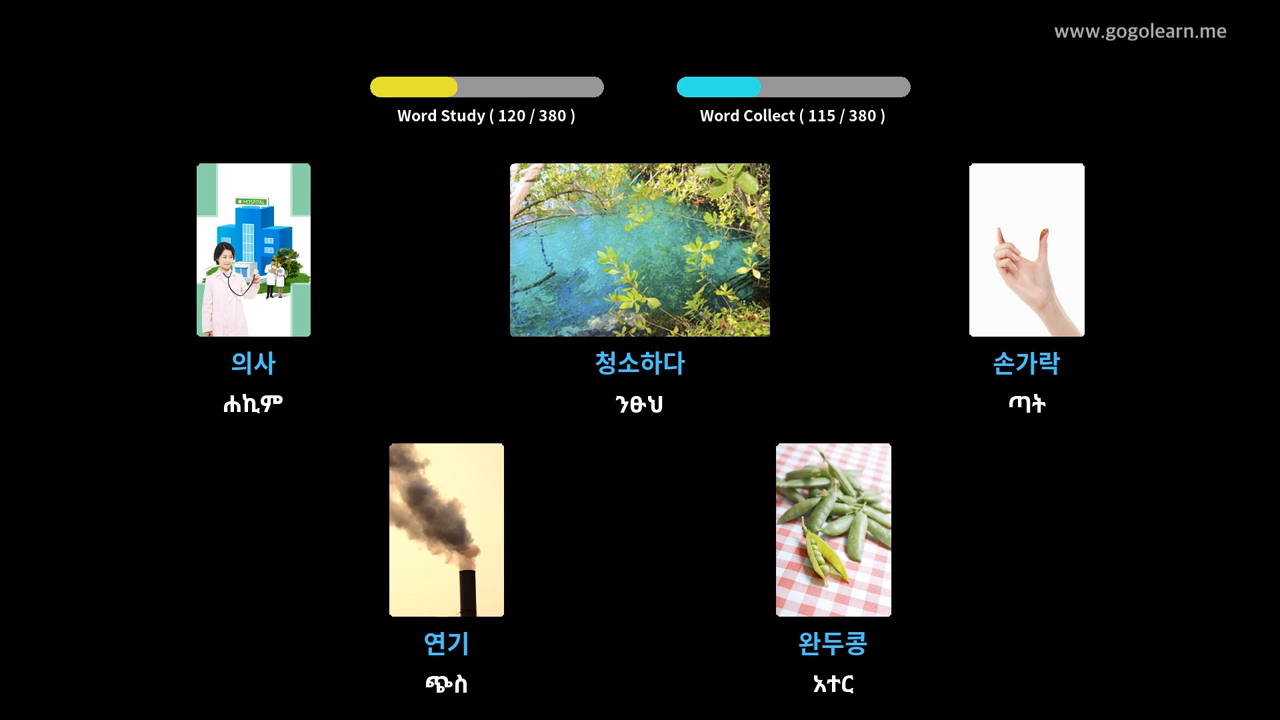 www.gogolearn.me
Word Study ( 120 / 380 )
Word Collect ( 115 / 380 )
HOSPITAL
의사
청소하다
손가락
ሐኪም
ንፁህ
ጣት
연기
완두콩
ጭስ
አተር